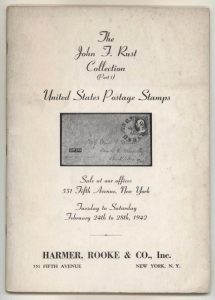 The
John F. Rust
Collection
(Part 1)
United States Postage Stamps
Sale at our offices
551 Fifth Avenue, New York
Tuesday to Saturday
February 24th to 28th, 1942
HARMER, ROOKE & CO., Inc.
551 FIFTH AVENUE NEW YORK, N. Y.